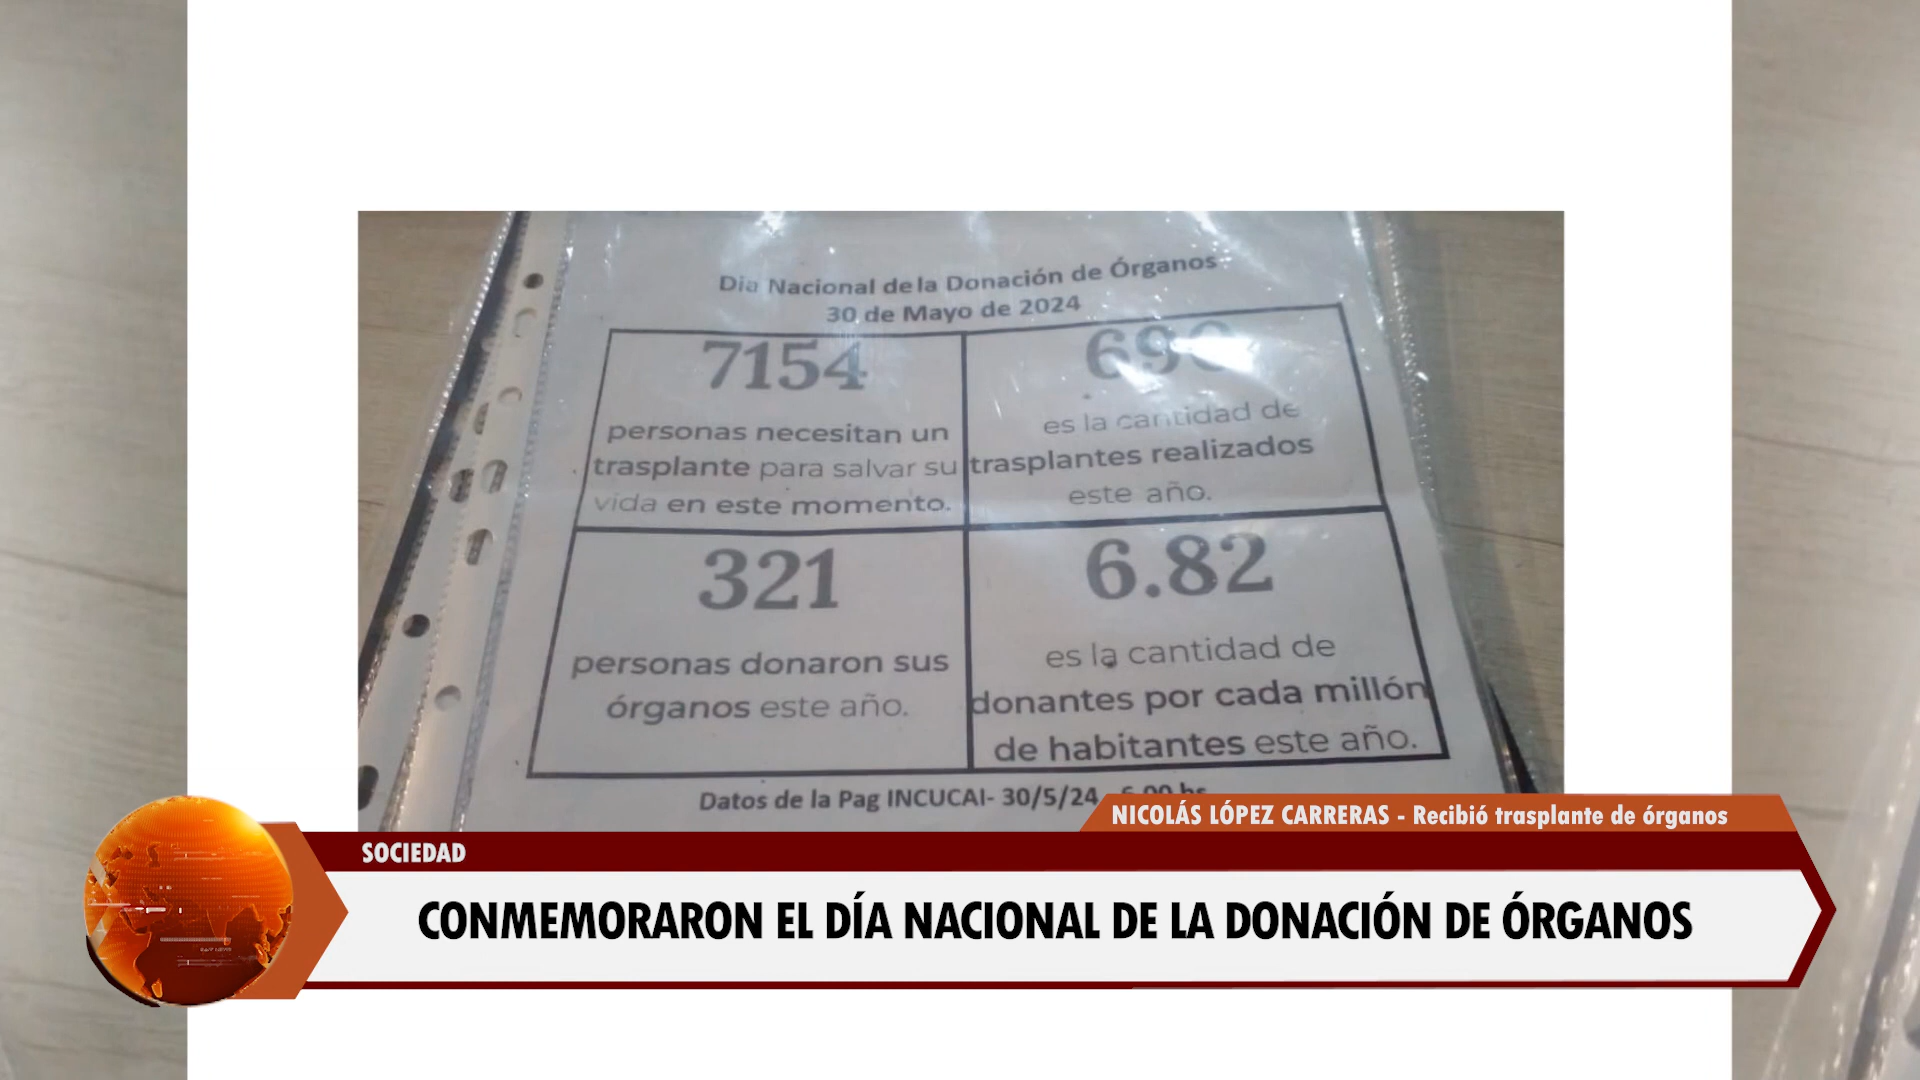 Dia Nacional de la Donación de Órganos
30 de Mayo de 2024
7154
personas necesitan un
trasplante para salvar su
vida en este momento.
es la cantidad de
trasplantes realizados
este año.
321
personas donaron sus
órganos este año.
6.82
es la cantidad de
donantes por cada millón
de habitantes este año.
Datos de la Pag INCUCAI- 30/5/24
NICOLÁS LÓPEZ CARRERAS - Recibió trasplante de órganos
SOCIEDAD
CONMEMORARON EL DÍA NACIONAL DE LA DONACIÓN DE ÓRGANOS